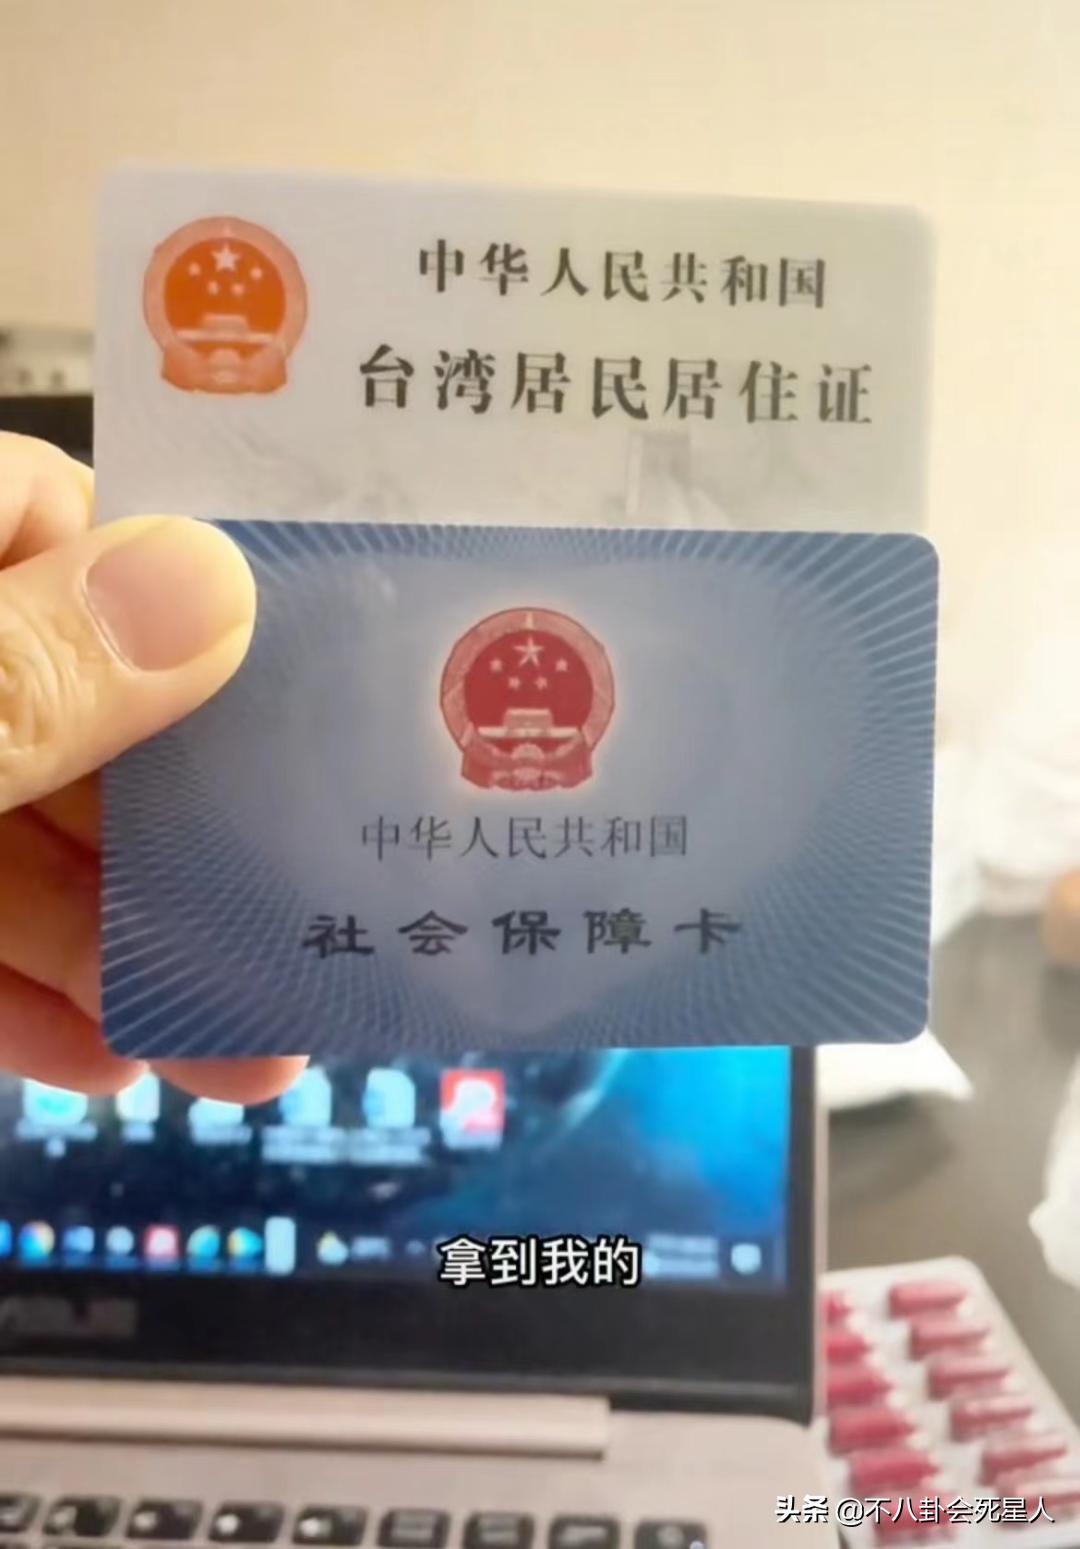 中华人民共和国
台湾居民居住证
中华人民共和国
社会保障卡
拿到我的
头条 @不八卦会死星人